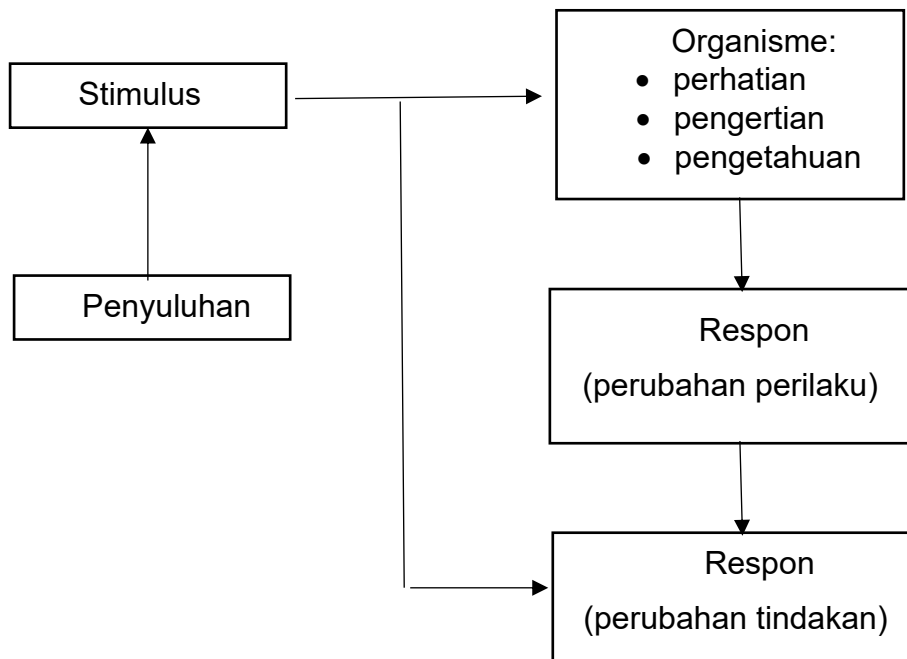 Stimulus
Penyuluhan
Organisme:
• perhatian
• pengertian
• pengetahuan
Respon
(perubahan perilaku)
Respon
(perubahan tindakan)